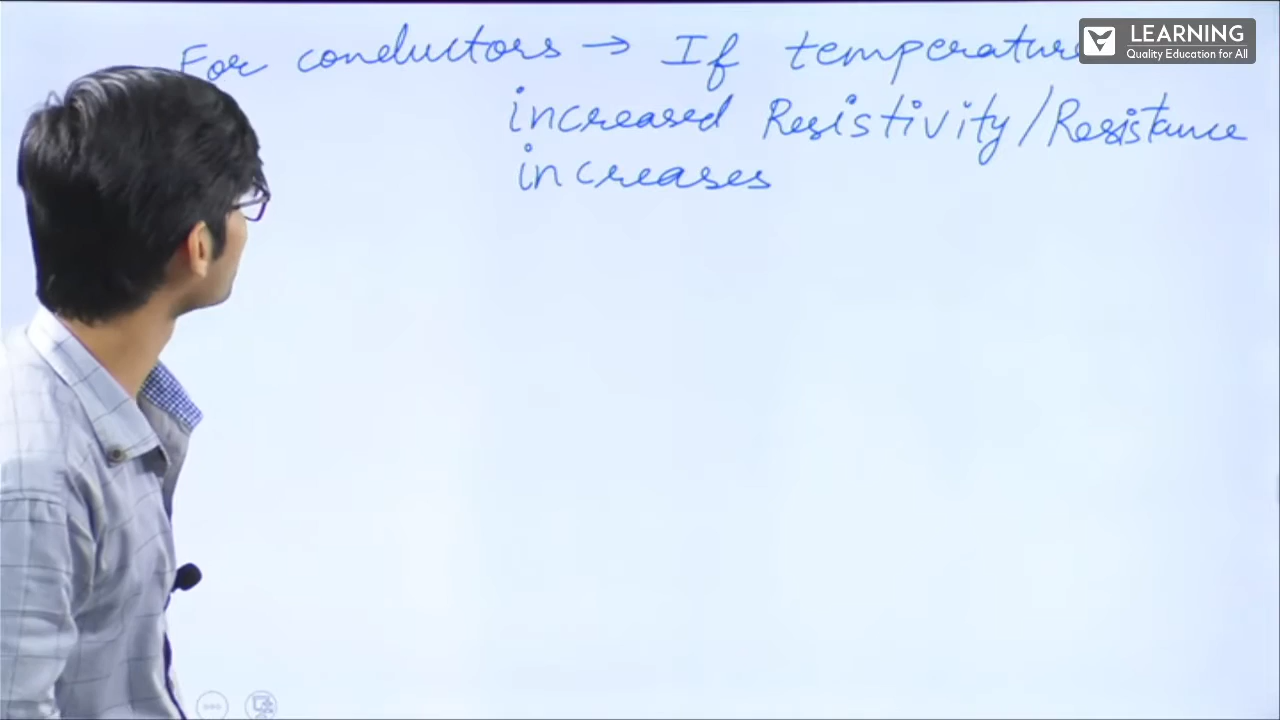 For conductors → If temperature
increased Resistivity/Resistance
increases
LEARNING
Quality Education for All